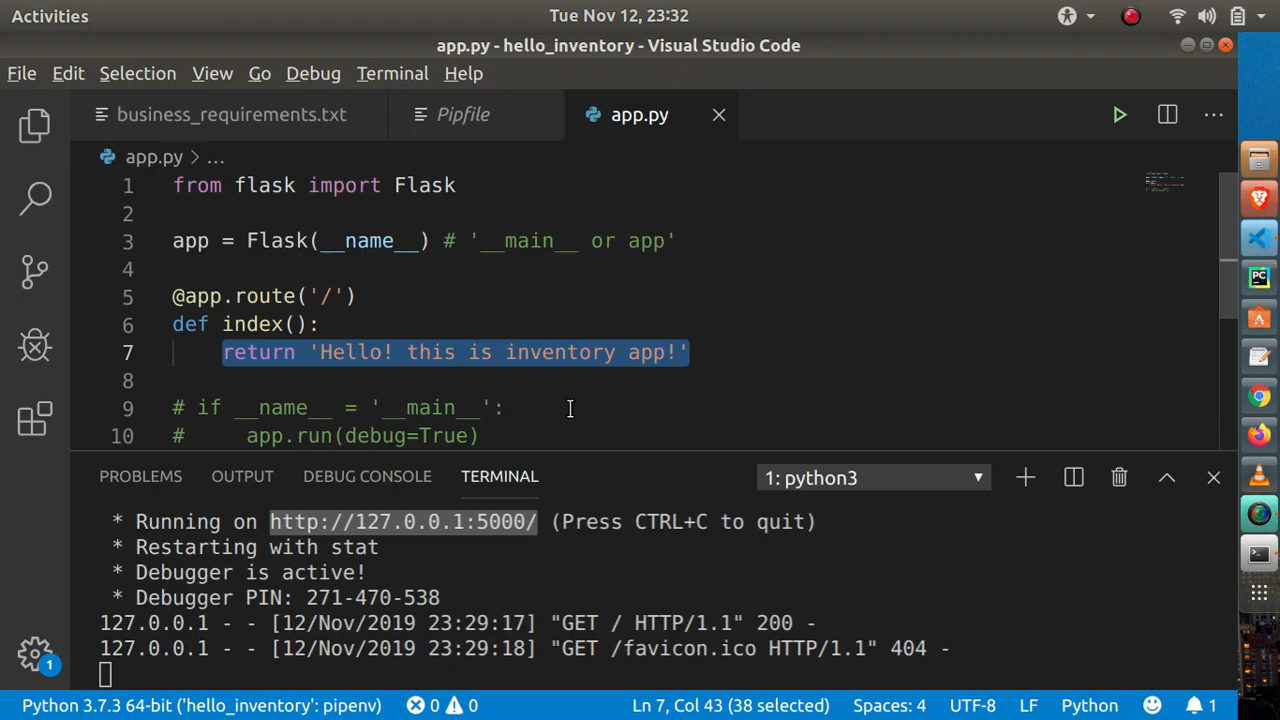 Activities
Tue Nov 12, 23:32
app.py - hello_inventory - Visual Studio Code
File Edit Selection View Go Debug Terminal Help
business_requirements.txt Pipfile app.py
app.py > ...
1 from flask import Flask
2
3 app = Flask(__name__) # '__main__ or app'
4
5 @app.route('/')
6 def index():
7 return 'Hello! this is inventory app!'
8
9 # if __name__ = '__main__':
10 # app.run(debug=True)
PROBLEMS OUTPUT DEBUG CONSOLE TERMINAL 1: python3
* Running on http://127.0.0.1:5000/ (Press CTRL+C to quit)
* Restarting with stat
* Debugger is active!
* Debugger PIN: 271-470-538
127.0.0.1 - - [12/Nov/2019 23:29:17] "GET / HTTP/1.1" 200 -
127.0.0.1 - - [12/Nov/2019 23:29:18] "GET /favicon.ico HTTP/1.1" 404 -
1
Python 3.7.3 64-bit ('hello_inventory': pipenv) 0 0 Ln 7, Col 43 (38 selected) Spaces: 4 UTF-8 LF Python 1
PC